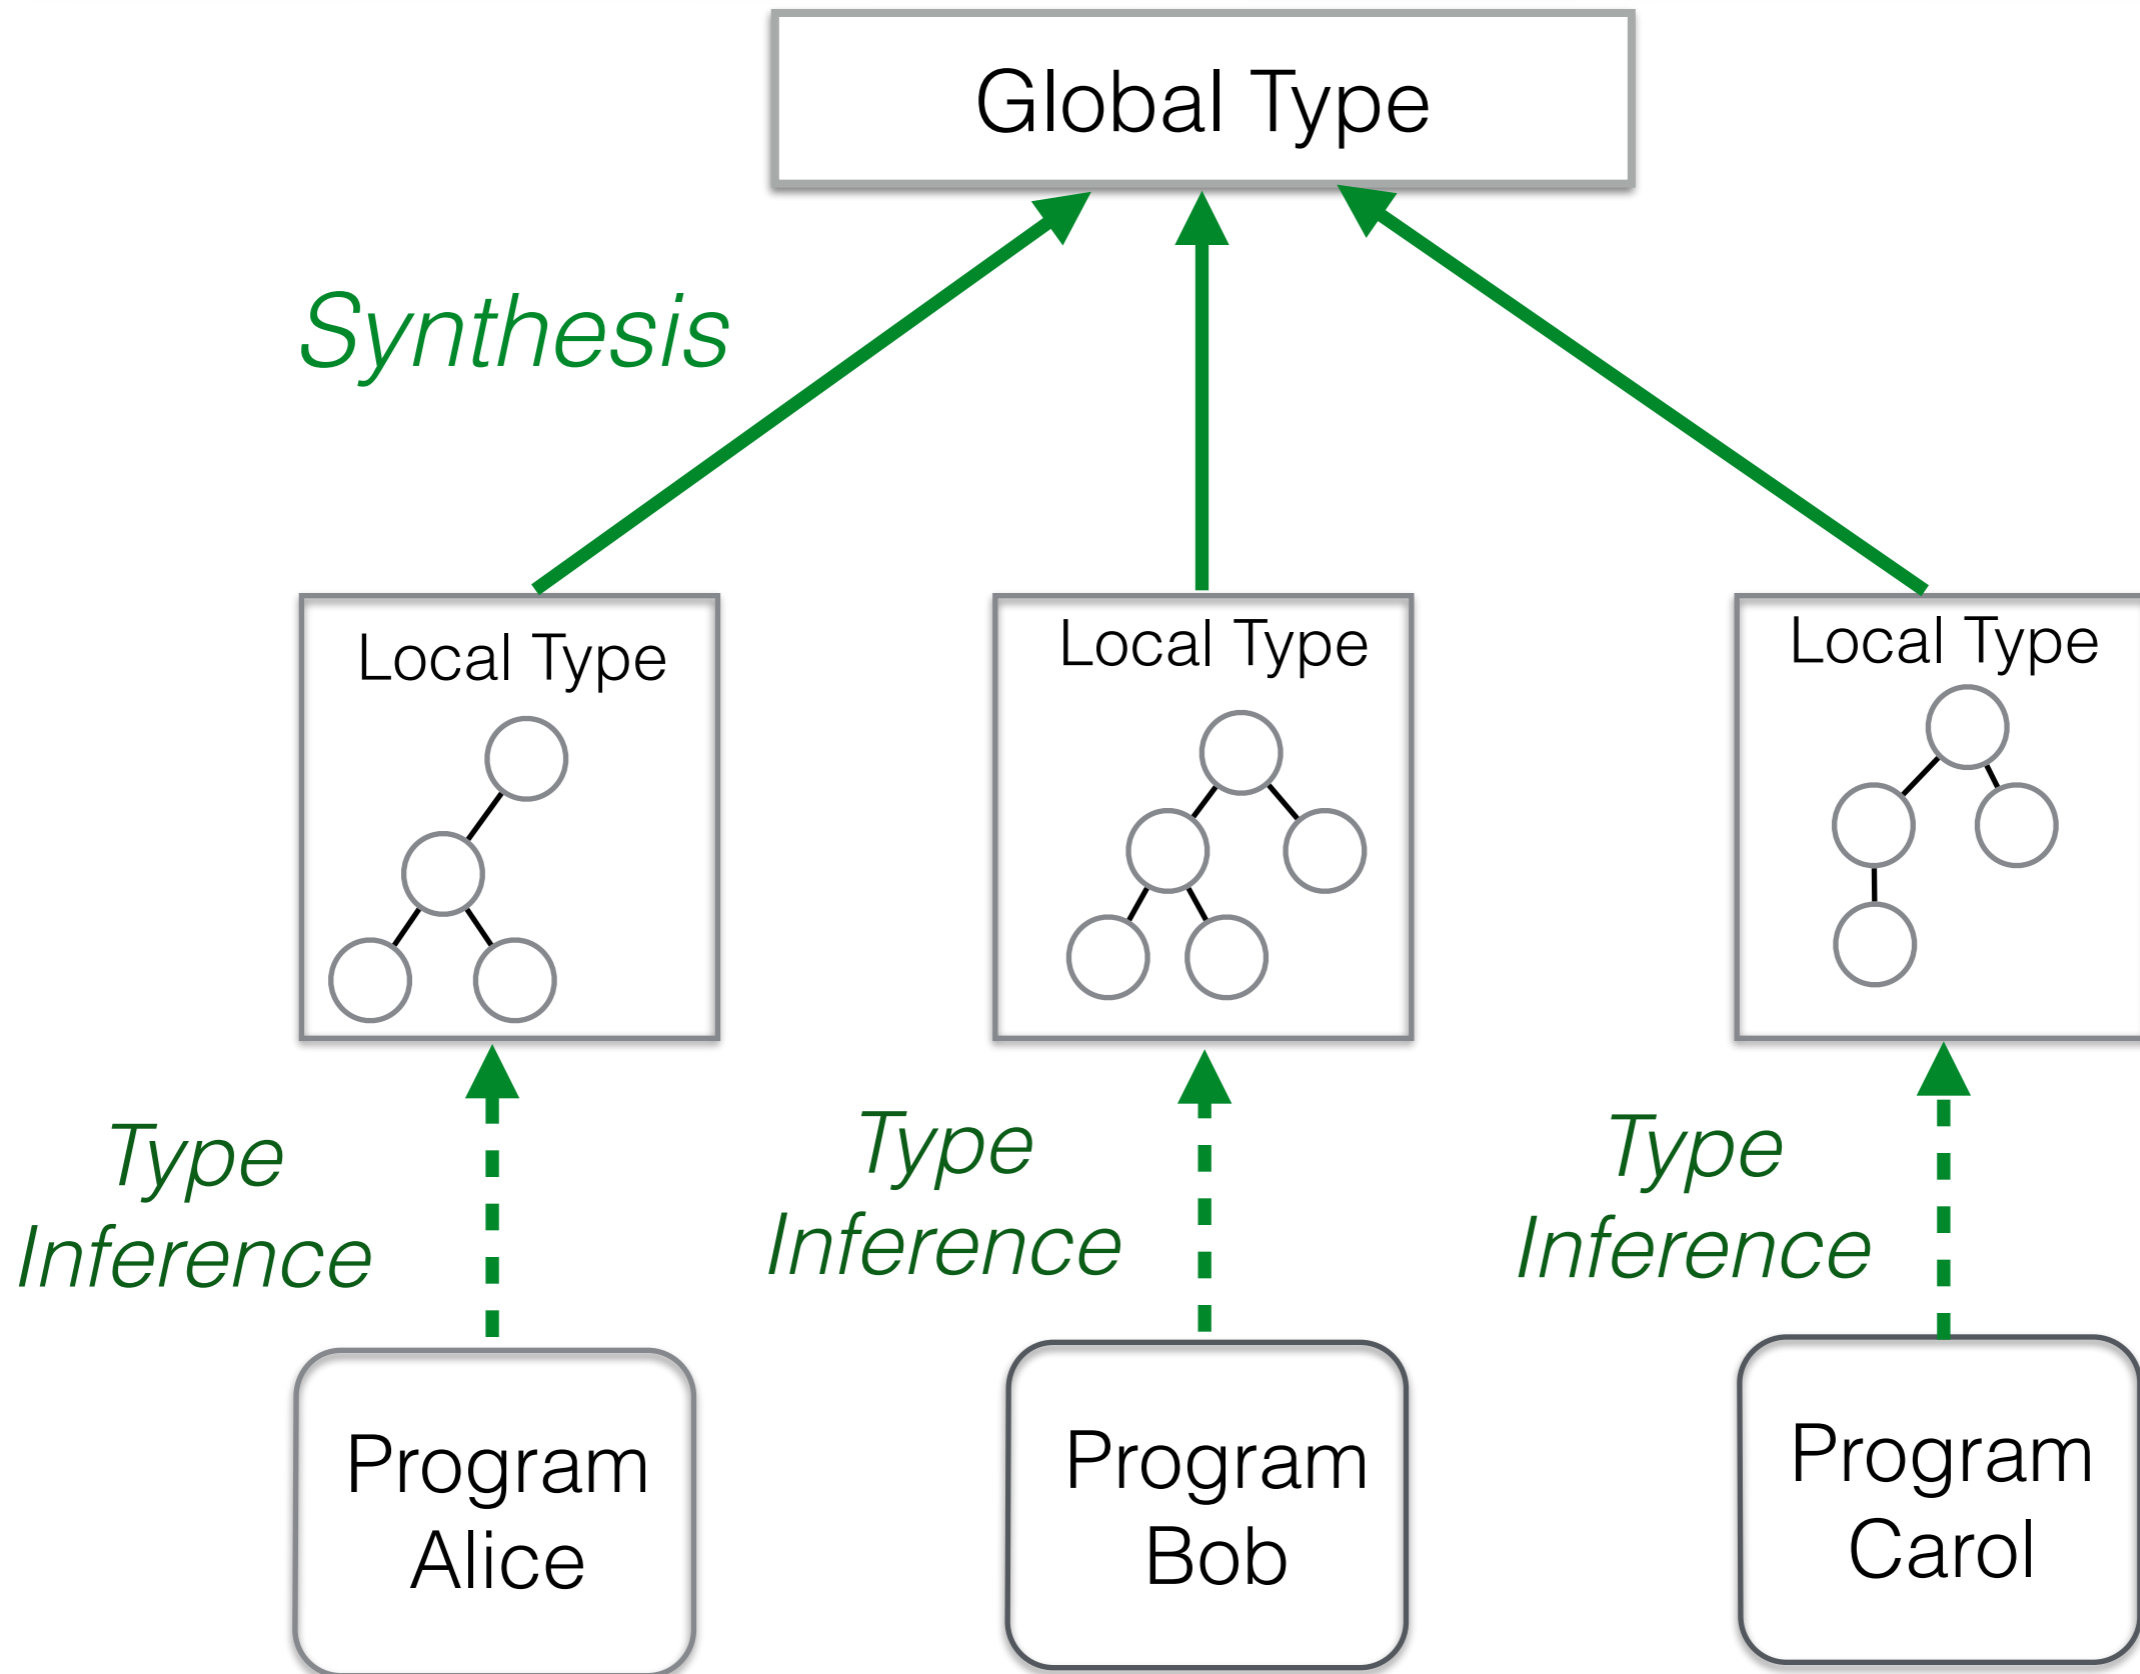 Global Type
Synthesis
Local Type
Local Type
Local Type
Type
Inference
Type
Inference
Type
Inference
Program
Alice
Program
Bob
Program
Carol